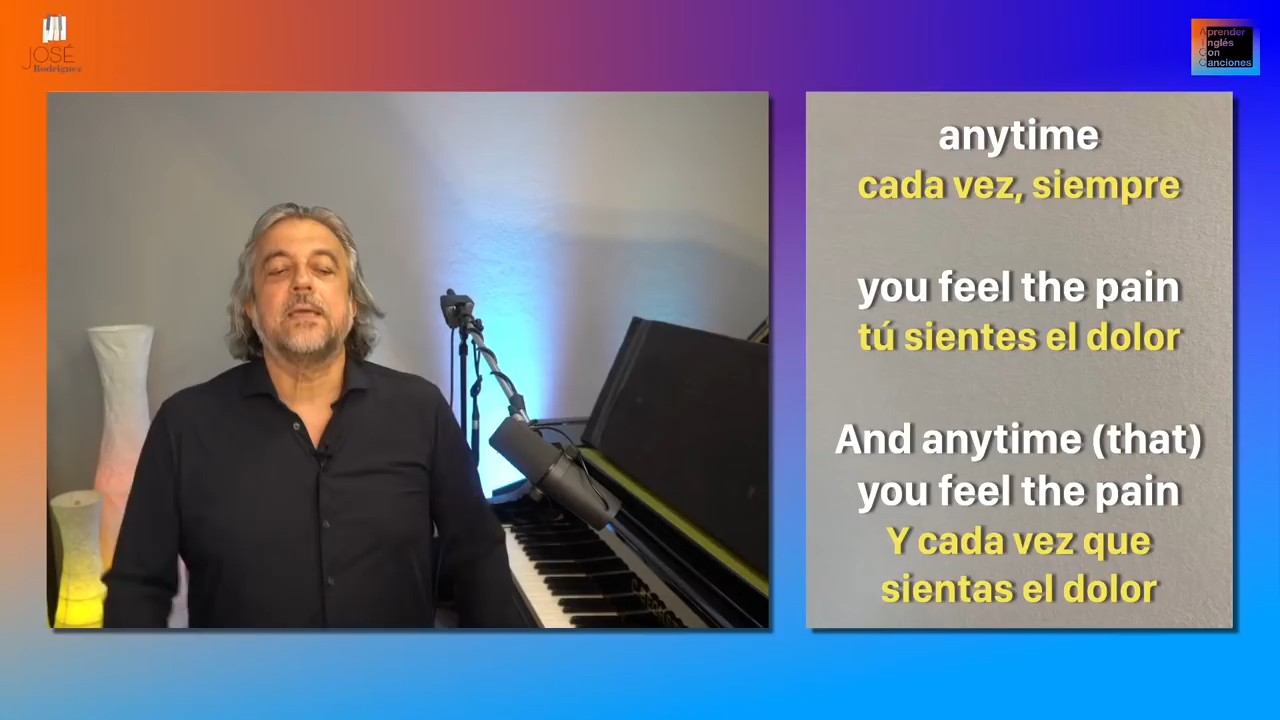 JOSÉ
Rodríguez
Aprender
Inglés
Con
Canciones
anytime
cada vez, siempre
you feel the pain
tú sientes el dolor
And anytime (that)
you feel the pain
Y cada vez que
sientas el dolor